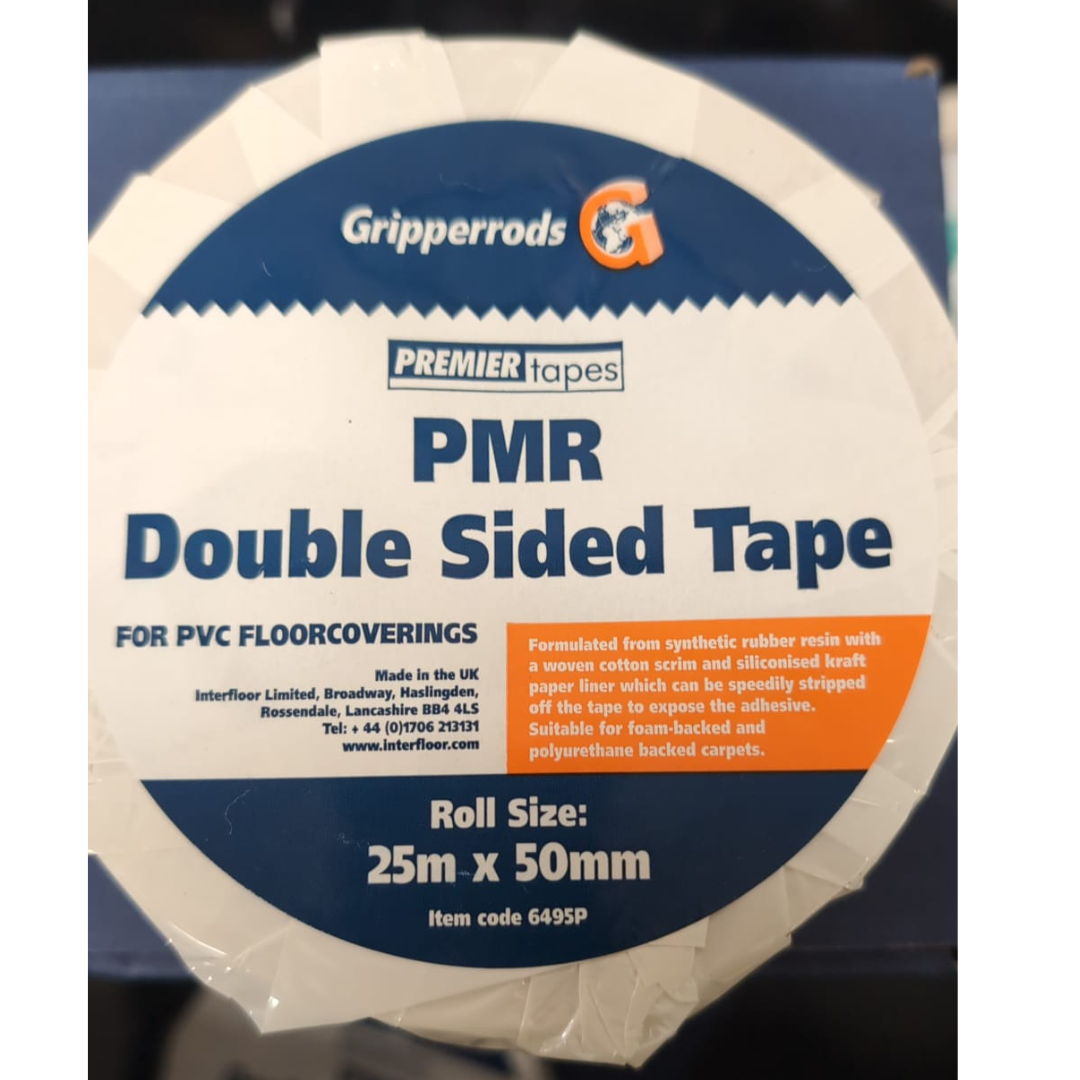 Gripperrods G
PREMIER tapes
PMR
Double Sided Tape
FOR PVC FLOORCOVERINGS
Made in the UK
Interfloor Limited, Broadway, Haslingden,
Rossendale, Lancashire BB4 4LS
Tel: + 44 (0)1706 213131
www.interfloor.com
Formulated from synthetic rubber resin with
a woven cotton scrim and siliconised kraft
paper liner which can be speedily stripped
off the tape to expose the adhesive.
Suitable for foam-backed and
polyurethane backed carpets.
Roll Size:
25m x 50mm
Item code 6495P